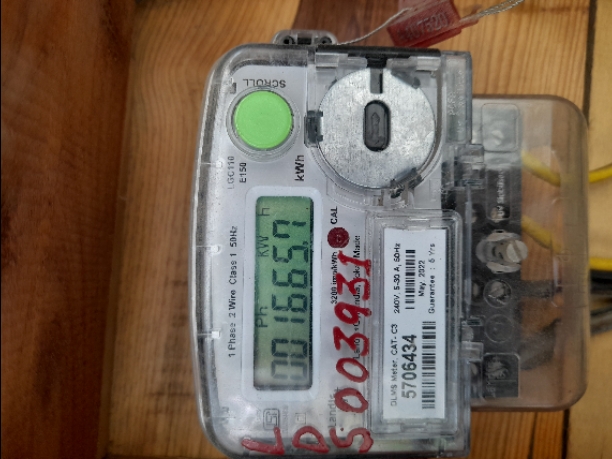 SCROLL
LGC110
E150
kWh
1 Phase 2 Wire Class 1 50Hz
Ph kW h
001665.7
3200 imp/kWh CAL
L
D
5003931
DLMS Meter, CAT- C3
5706434
240V, 5-30 A, 50Hz
May, 2022
Guarantee : 5 Yrs